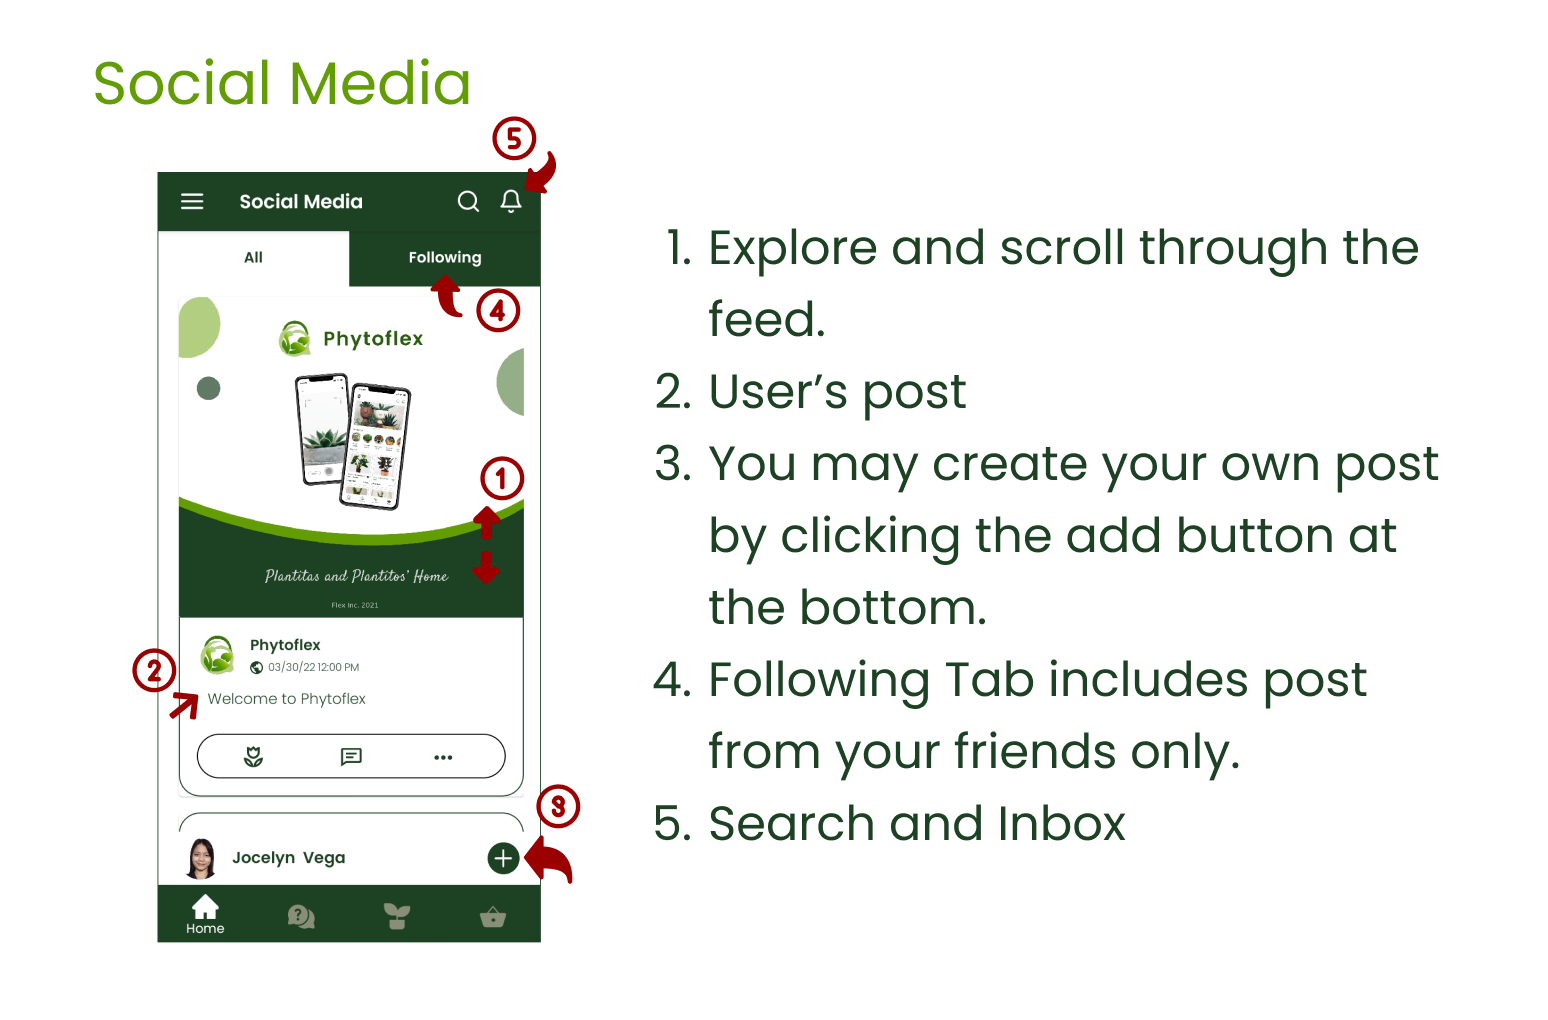 Social Media
5
Social Media
All
Following
4
Phytoflex
1
Plantitas and Plantitos' Home
Flex Inc. 2021
Phytoflex
2
03/30/22 12:00 PM
Welcome to Phytoflex
3
Jocelyn Vega
Home
?
1. Explore and scroll through the
feed.
2. User's post
3. You may create your own post
by clicking the add button at
the bottom.
4. Following Tab includes post
from your friends only.
5. Search and Inbox